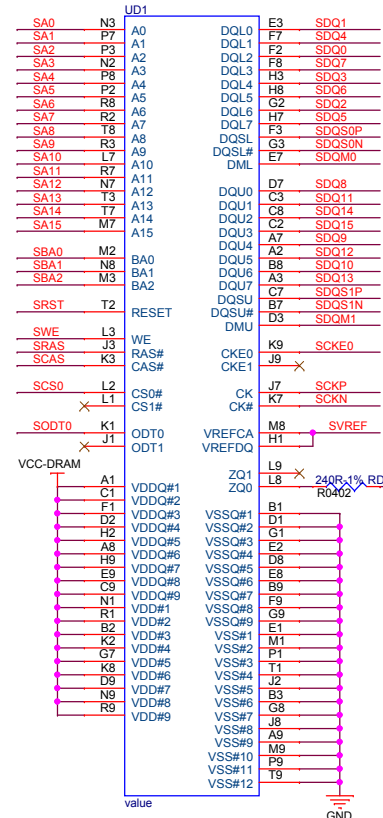 UD1
SA0 N3 A0
SA1 P7 A1
SA2 P3 A2
SA3 N2 A3
SA4 P8 A4
SA5 P2 A5
SA6 R8 A6
SA7 R2 A7
SA8 T8 A8
SA9 R3 A9
SA10 L7 A10
SA11 R7 A11
SA12 N7 A12
SA13 T3 A13
SA14 T7 A14
SA15 M7 A15
SBA0 M2 BA0
SBA1 N8 BA1
SBA2 M3 BA2
SRST T2 RESET
SWE L3 WE
SRAS J3 RAS#
SCAS K3 CAS#
SCS0 L2 CS0#
L1 CS1#
SODT0 K1 ODT0
J1 ODT1
VCC-DRAM
A1 VDDQ#1
C1 VDDQ#2
F1 VDDQ#3
D2 VDDQ#4
H2 VDDQ#5
A8 VDDQ#6
H9 VDDQ#7
E9 VDDQ#8
C9 VDDQ#9
N1 VDD#1
R1 VDD#2
B2 VDD#3
K2 VDD#4
G7 VDD#5
K8 VDD#6
D9 VDD#7
N9 VDD#8
R9 VDD#9
DQL0 E3 SDQ1
DQL1 F7 SDQ4
DQL2 F2 SDQ0
DQL3 F8 SDQ7
DQL4 H3 SDQ3
DQL5 H8 SDQ6
DQL6 G2 SDQ2
DQL7 H7 SDQ5
DQSL F3 SDQS0P
DQSL# G3 SDQS0N
DML E7 SDQM0
DQU0 D7 SDQ8
DQU1 C3 SDQ11
DQU2 C8 SDQ14
DQU3 C2 SDQ15
DQU4 A7 SDQ9
DQU5 A2 SDQ12
DQU6 B8 SDQ10
DQU7 A3 SDQ13
DQSU C7 SDQS1P
DQSU# B7 SDQS1N
DMU D3 SDQM1
CKE0 K9 SCKE0
CKE1 J9
CK J7 SCKP
CK# K7 SCKN
VREFCA M8 SVREF
VREFDQ H1
ZQ1 L9
ZQ0 L8 240R-1% RD
R0402
VSSQ#1 B1
VSSQ#2 D1
VSSQ#3 G1
VSSQ#4 E2
VSSQ#5 D8
VSSQ#6 E8
VSSQ#7 B9
VSSQ#8 F9
VSSQ#9 G9
VSS#1 E1
VSS#2 M1
VSS#3 P1
VSS#4 T1
VSS#5 J2
VSS#6 B3
VSS#7 G8
VSS#8 J8
VSS#9 A9
VSS#10 M9
VSS#11 P9
VSS#12 T9
value
GND